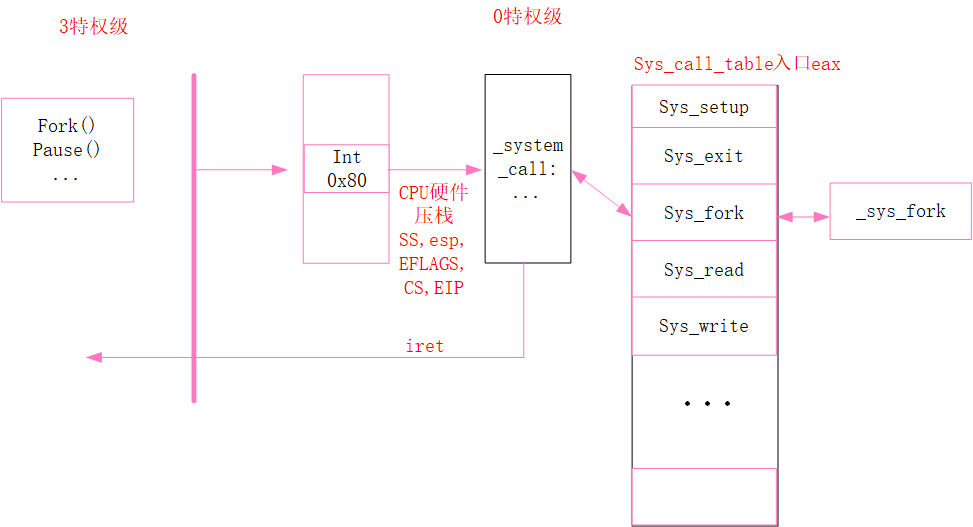 3特权级
0特权级
Sys_call_table入口eax
Fork()
Pause()
...
Int
0x80
CPU硬件
压栈
SS,esp,
EFLAGS,
CS,EIP
_system
_call:
...
Sys_setup
Sys_exit
Sys_fork
Sys_read
Sys_write
...
_sys_fork
iret